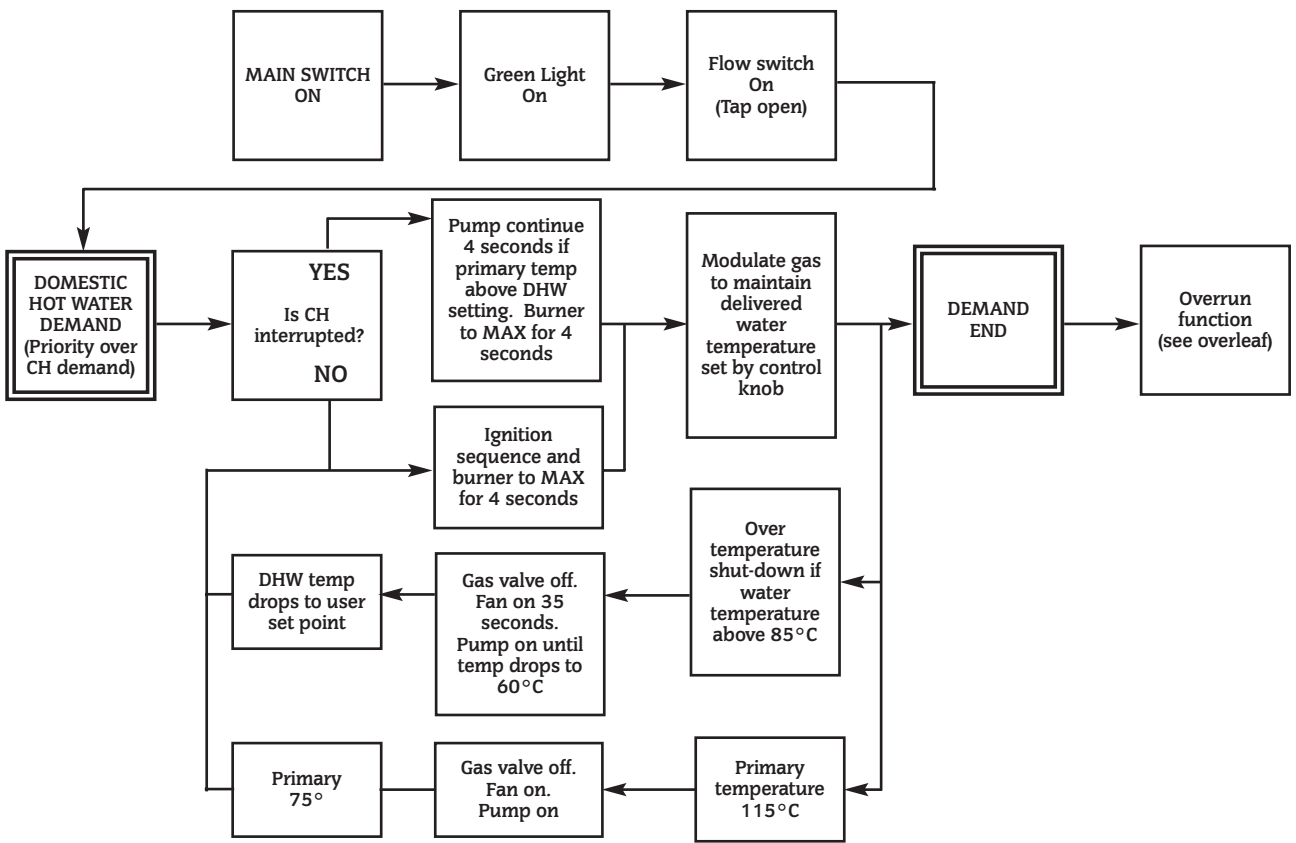 MAIN SWITCH
ON
Green Light
On
Flow switch
On
(Tap open)
DOMESTIC
HOT WATER
DEMAND
(Priority over
CH demand)
YES
Is CH
interrupted?
NO
Pump continue
4 seconds if
primary temp
above DHW
setting. Burner
to MAX for 4
seconds
Ignition
sequence and
burner to MAX
for 4 seconds
Modulate gas
to maintain
delivered
water
temperature
set by control
knob
DEMAND
END
Overrun
function
(see overleaf)
Over
temperature
shut-down if
water
temperature
above 85°C
Gas valve off.
Fan on 35
seconds.
Pump on until
temp drops to
60°C
DHW temp
drops to user
set point
Primary
temperature
115°C
Gas valve off.
Fan on.
Pump on
Primary
75°